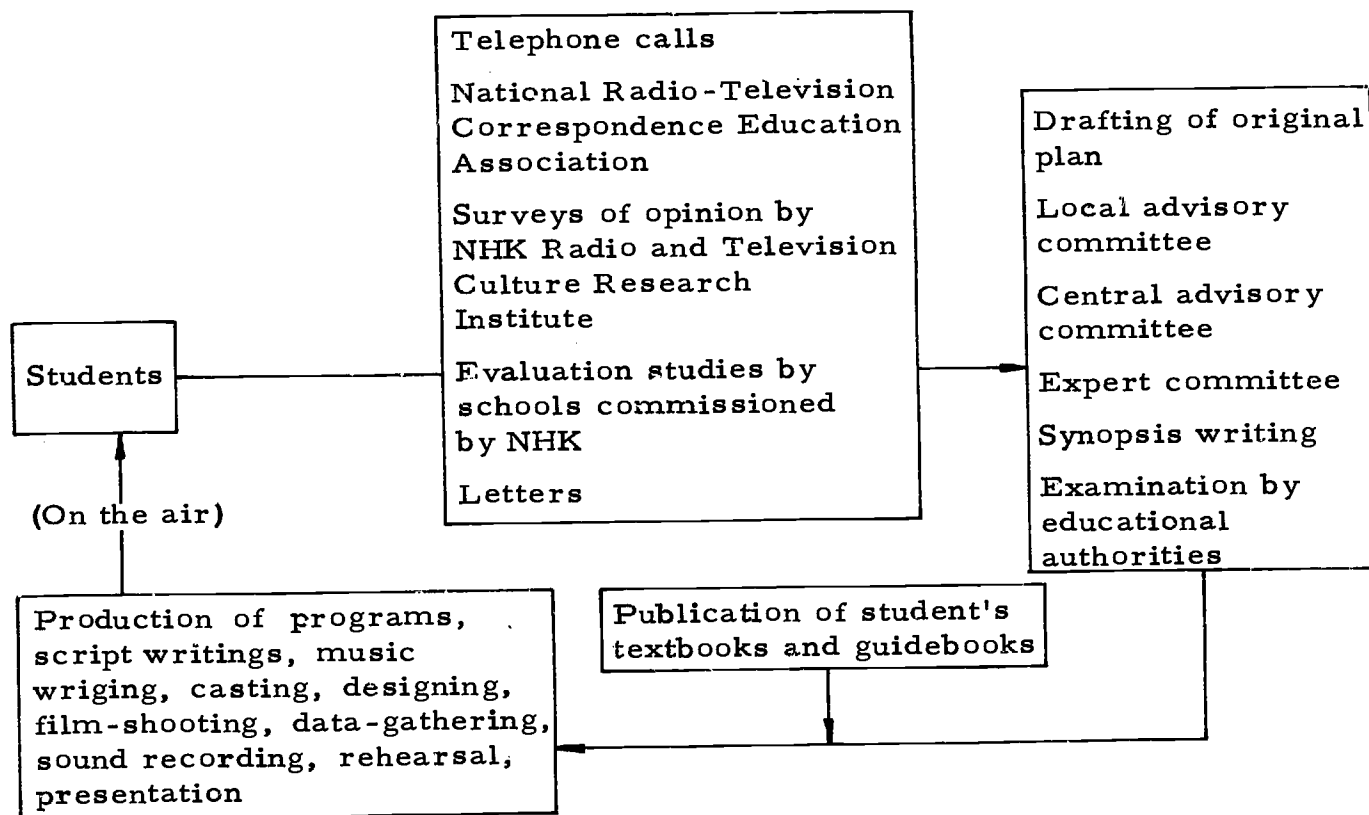 Telephone calls
National Radio-Television
Correspondence Education
Association
Surveys of opinion by
NHK Radio and Television
Culture Research
Institute
Evaluation studies by
schools commissioned
by NHK
Letters
Drafting of original
plan
Local advisory
committee
Central advisory
committee
Expert committee
Synopsis writing
Examination by
educational
authorities
Students
(On the air)
Production of programs,
script writings, music
wriging, casting, designing,
film-shooting, data-gathering,
sound recording, rehearsal,
presentation
Publication of student's
textbooks and guidebooks